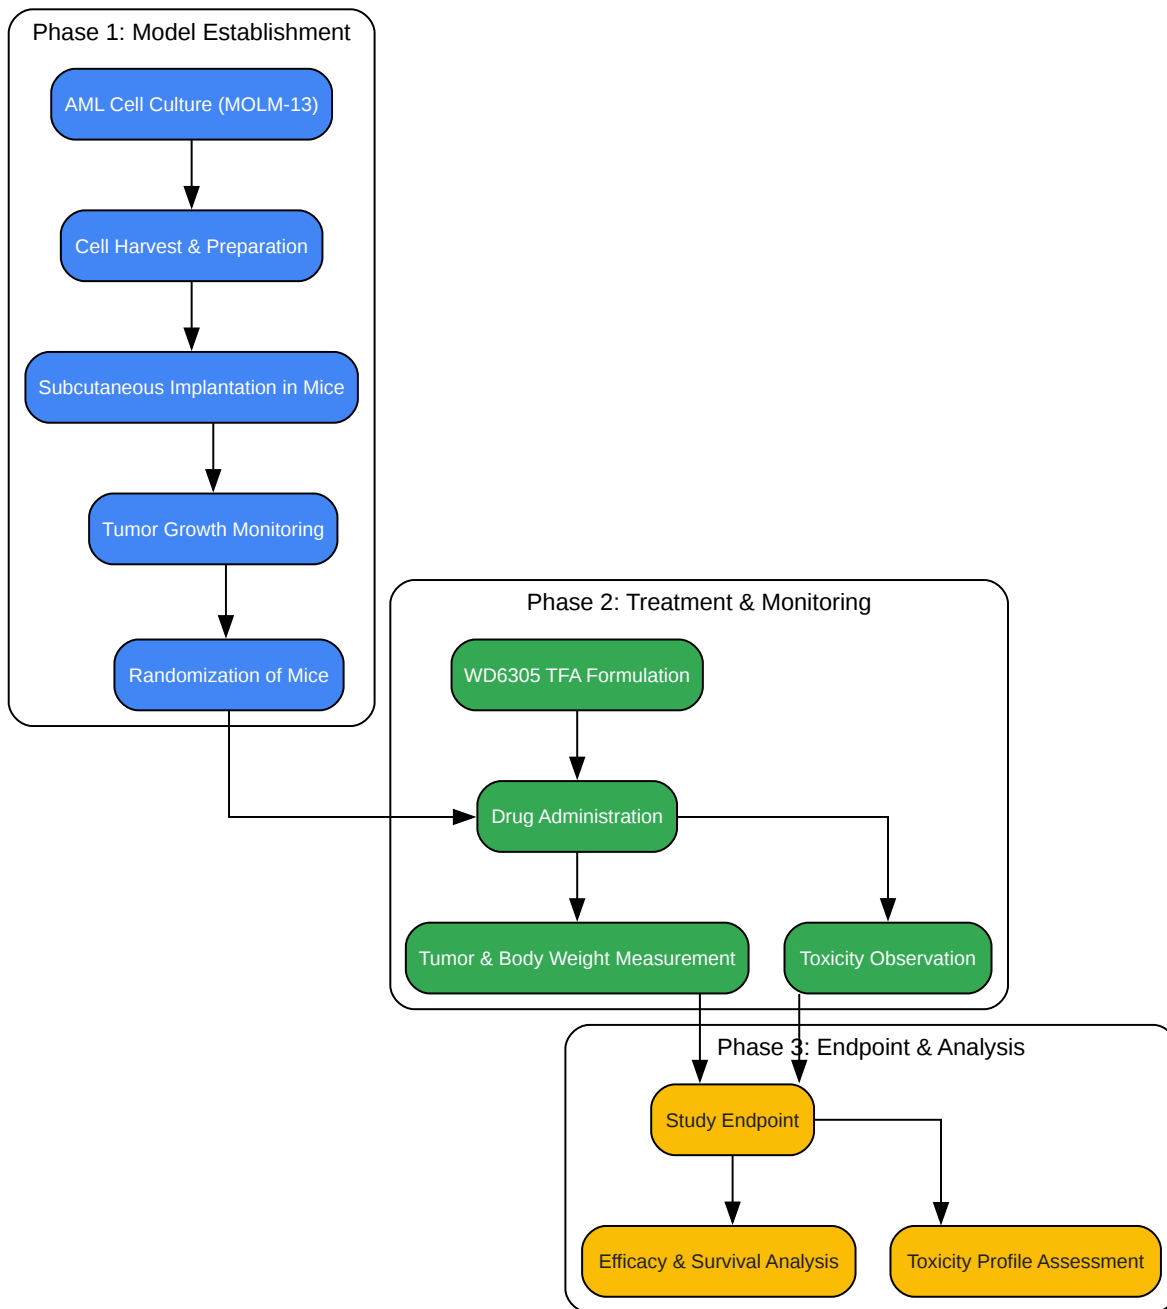 Phase 1: Model Establishment
AML Cell Culture (MOLM-13)
Cell Harvest & Preparation
Subcutaneous Implantation in Mice
Tumor Growth Monitoring
Randomization of Mice
Phase 2: Treatment & Monitoring
WD6305 TFA Formulation
Drug Administration
Tumor & Body Weight Measurement
Toxicity Observation
Phase 3: Endpoint & Analysis
Study Endpoint
Efficacy & Survival Analysis
Toxicity Profile Assessment